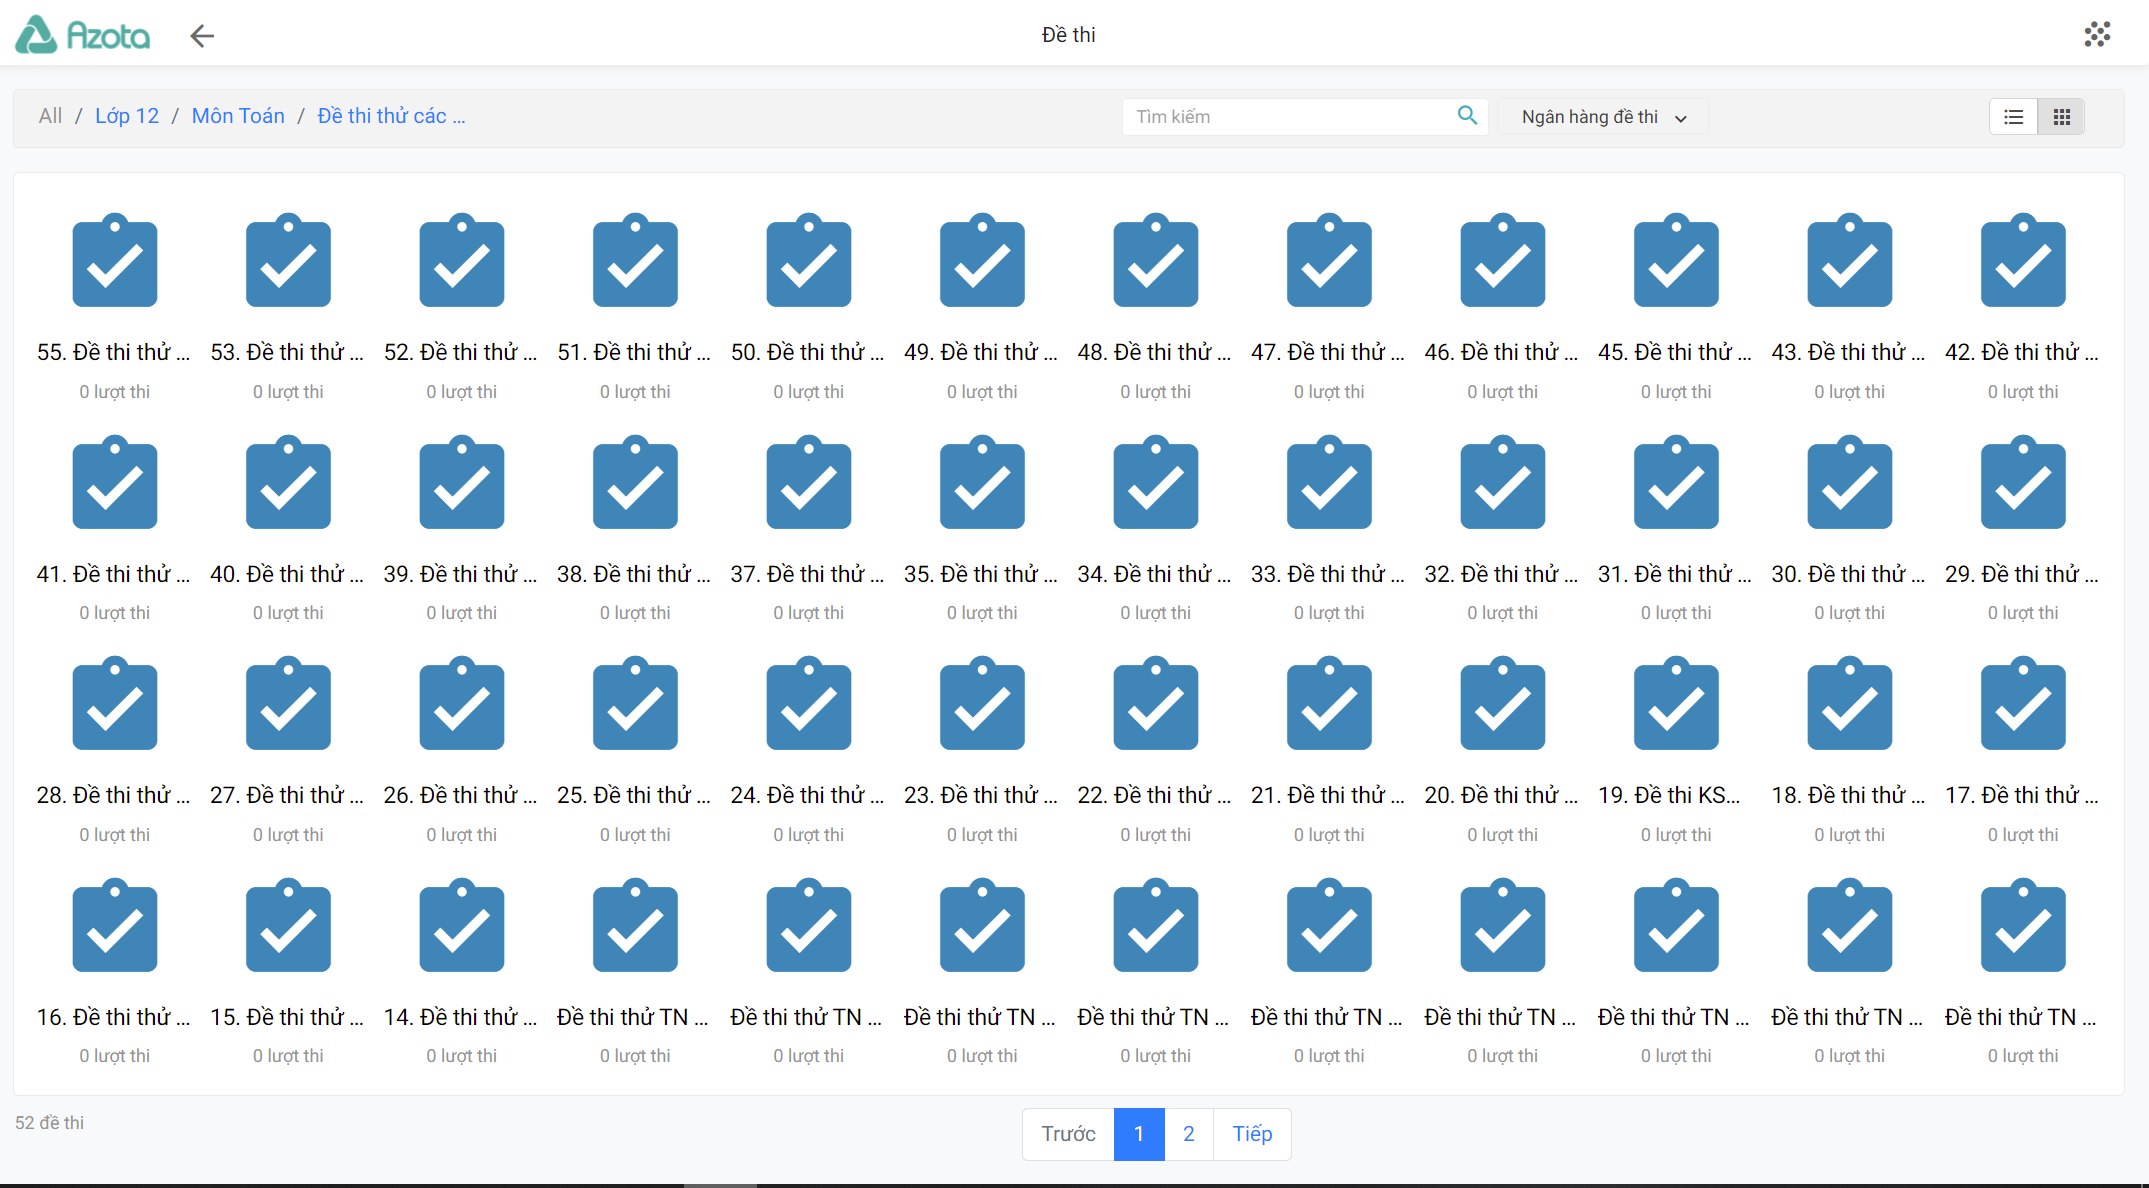 Azota
Đề thi
All / Lớp 12 / Môn Toán / Đề thi thử các ...
Tìm kiếm
Ngân hàng đề thi
55. Đề thi thử ... 53. Đề thi thử ... 52. Đề thi thử ... 51. Đề thi thử ... 50. Đề thi thử ... 49. Đề thi thử ... 48. Đề thi thử ... 47. Đề thi thử ... 46. Đề thi thử ... 45. Đề thi thử ... 43. Đề thi thử ... 42. Đề thi thử ...
0 lượt thi 0 lượt thi 0 lượt thi 0 lượt thi 0 lượt thi 0 lượt thi 0 lượt thi 0 lượt thi 0 lượt thi 0 lượt thi 0 lượt thi 0 lượt thi
41. Đề thi thử ... 40. Đề thi thử ... 39. Đề thi thử ... 38. Đề thi thử ... 37. Đề thi thử ... 35. Đề thi thử ... 34. Đề thi thử ... 33. Đề thi thử ... 32. Đề thi thử ... 31. Đề thi thử ... 30. Đề thi thử ... 29. Đề thi thử ...
0 lượt thi 0 lượt thi 0 lượt thi 0 lượt thi 0 lượt thi 0 lượt thi 0 lượt thi 0 lượt thi 0 lượt thi 0 lượt thi 0 lượt thi 0 lượt thi
28. Đề thi thử ... 27. Đề thi thử ... 26. Đề thi thử ... 25. Đề thi thử ... 24. Đề thi thử ... 23. Đề thi thử ... 22. Đề thi thử ... 21. Đề thi thử ... 20. Đề thi thử ... 19. Đề thi KS... 18. Đề thi thử ... 17. Đề thi thử ...
0 lượt thi 0 lượt thi 0 lượt thi 0 lượt thi 0 lượt thi 0 lượt thi 0 lượt thi 0 lượt thi 0 lượt thi 0 lượt thi 0 lượt thi 0 lượt thi
16. Đề thi thử ... 15. Đề thi thử ... 14. Đề thi thử ... Đề thi thử TN ... Đề thi thử TN ... Đề thi thử TN ... Đề thi thử TN ... Đề thi thử TN ... Đề thi thử TN ... Đề thi thử TN ... Đề thi thử TN ... Đề thi thử TN ...
0 lượt thi 0 lượt thi 0 lượt thi 0 lượt thi 0 lượt thi 0 lượt thi 0 lượt thi 0 lượt thi 0 lượt thi 0 lượt thi 0 lượt thi 0 lượt thi
52 đề thi
Trước 1 2 Tiếp